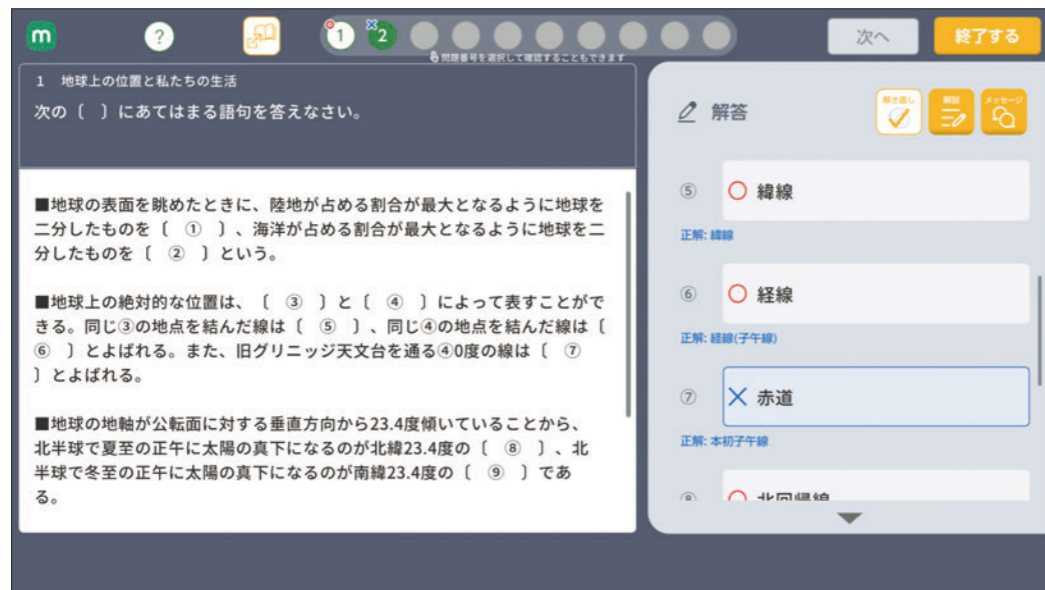 m
?
1
2
問題番号を選択して確認することもできます
次へ
終了する
1 地球上の位置と私たちの生活
次の〔 〕にあてはまる語句を答えなさい。
■地球の表面を眺めたときに、陸地が占める割合が最大となるように地球を
二分したものを〔 ① 〕、海洋が占める割合が最大となるように地球を二
分したものを〔 ② 〕という。
■地球上の絶対的な位置は、〔 ③ 〕と〔 ④ 〕によって表すことがで
きる。同じ③の地点を結んだ線は〔 ⑤ 〕、同じ④の地点を結んだ線は〔
⑥ 〕とよばれる。また、旧グリニッジ天文台を通る④0度の線は〔 ⑦
〕とよばれる。
■地球の地軸が公転面に対する垂直方向から23.4度傾いていることから、
北半球で夏至の正午に太陽の真下になるのが北緯23.4度の〔 ⑧ 〕、北
半球で冬至の正午に太陽の真下になるのが南緯23.4度の〔 ⑨ 〕であ
る。
解答
解き直し
解説
メッセージ
⑤ 緯線
正解: 緯線
⑥ 経線
正解: 経線(子午線)
⑦ 赤道
正解: 本初子午線
⑧ 北回帰線